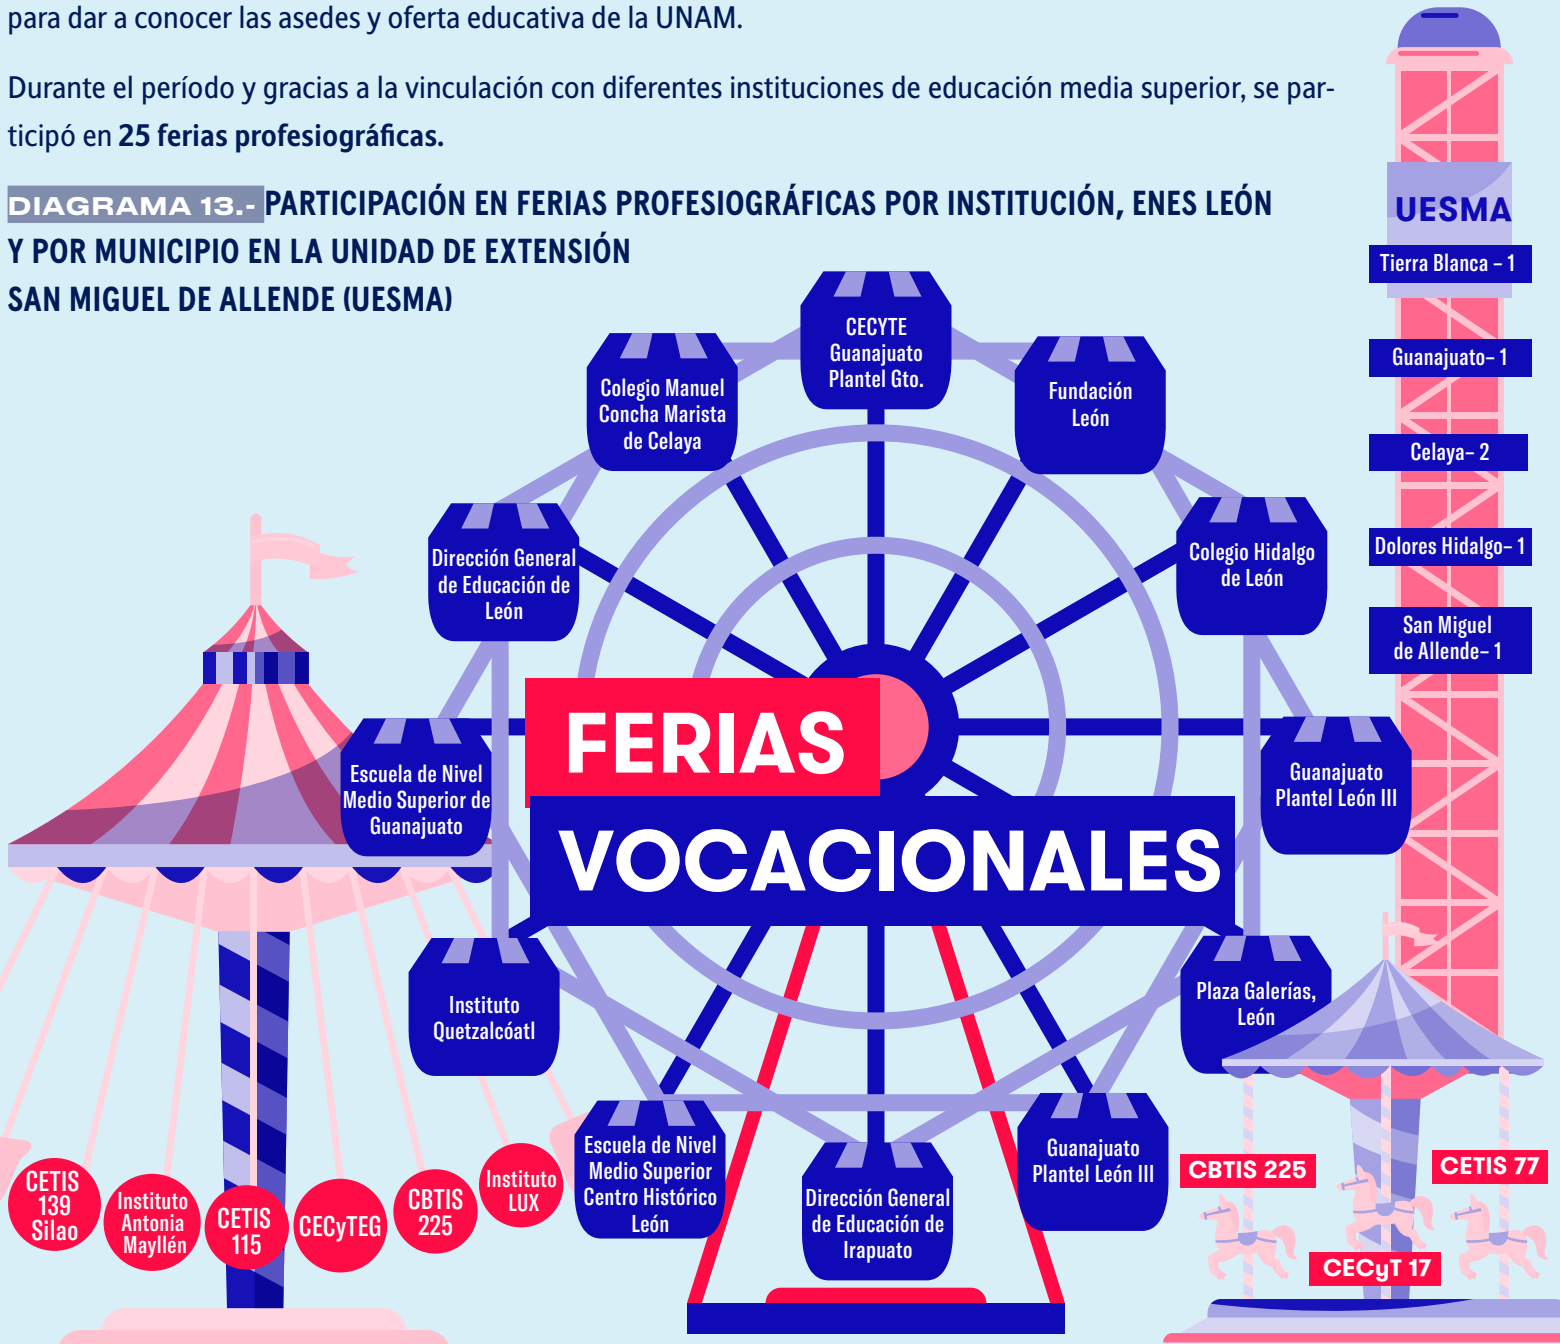 para dar a conocer las asedes y oferta educativa de la UNAM.
Durante el período y gracias a la vinculación con diferentes instituciones de educación media superior, se par-
ticipó en 25 ferias profesiográficas.
DIAGRAMA 13.- PARTICIPACIÓN EN FERIAS PROFESIOGRÁFICAS POR INSTITUCIÓN, ENES LEÓN
Y POR MUNICIPIO EN LA UNIDAD DE EXTENSIÓN
SAN MIGUEL DE ALLENDE (UESMA)
UESMA
Tierra Blanca – 1
Guanajuato– 1
Celaya– 2
Dolores Hidalgo– 1
San Miguel
de Allende– 1
CECYTE
Guanajuato
Plantel Gto.
Colegio Manuel
Concha Marista
de Celaya
Fundación
León
Dirección General
de Educación de
León
Colegio Hidalgo
de León
Escuela de Nivel
Medio Superior de
Guanajuato
FERIAS
VOCACIONALES
Guanajuato
Plantel León III
Instituto
Quetzalcóatl
Plaza Galerías,
León
Escuela de Nivel
Medio Superior
Centro Histórico
León
Dirección General
de Educación de
Irapuato
Guanajuato
Plantel León III
CETIS
139
Silao
Instituto
Antonia
Mayllén
CETIS
115
CECyTEG
CBTIS
225
Instituto
LUX
CBTIS 225
CETIS 77
CECyT 17